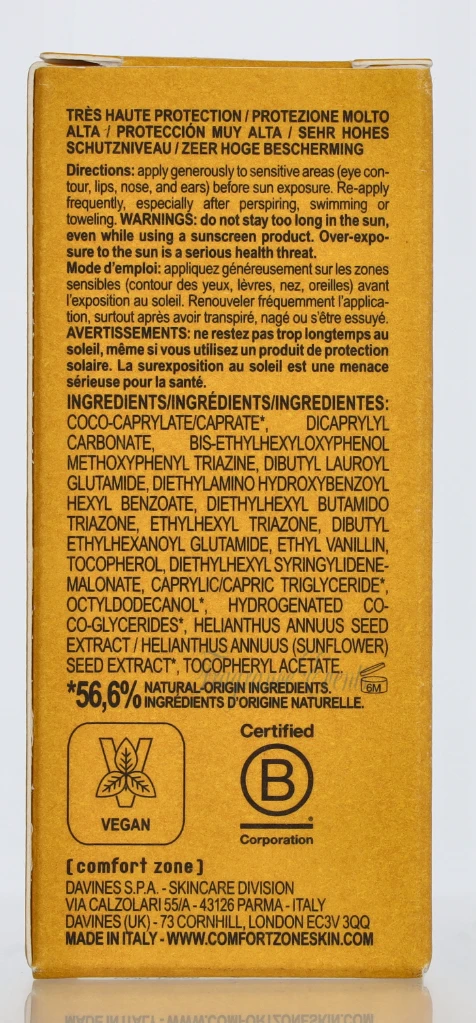 TRÈS HAUTE PROTECTION / PROTEZIONE MOLTO
ALTA / PROTECCIÓN MUY ALTA / SEHR HOHES
SCHUTZNIVEAU / ZEER HOGE BESCHERMING
Directions: apply generously to sensitive areas (eye con-
tour, lips, nose, and ears) before sun exposure. Re-apply
frequently, especially after perspiring, swimming or
toweling. WARNINGS: do not stay too long in the sun,
even while using a sunscreen product. Over-expo-
sure to the sun is a serious health threat.
Mode d'emploi: appliquez généreusement sur les zones
sensibles (contour des yeux, lèvres, nez, oreilles) avant
l'exposition au soleil. Renouveler fréquemment l'applica-
tion, surtout après avoir transpiré, nagé ou s'être essuyé.
AVERTISSEMENTS: ne restez pas trop longtemps au
soleil, même si vous utilisez un produit de protection
solaire. La surexposition au soleil est une menace
sérieuse pour la santé.
INGREDIENTS/INGRÉDIENTS/INGREDIENTES:
COCO-CAPRYLATE/CAPRATE*, DICAPRYLYL
CARBONATE, BIS-ETHYLHEXYLOXYPHENOL
METHOXYPHENYL TRIAZINE, DIBUTYL LAUROYL
GLUTAMIDE, DIETHYLAMINO HYDROXYBENZOYL
HEXYL BENZOATE, DIETHYLHEXYL BUTAMIDO
TRIAZONE, ETHYLHEXYL TRIAZONE, DIBUTYL
ETHYLHEXANOYL GLUTAMIDE, ETHYL VANILLIN,
TOCOPHEROL, DIETHYLHEXYL SYRINGYLIDENE-
MALONATE, CAPRYLIC/CAPRIC TRIGLYCERIDE*,
OCTYLDODECANOL*, HYDROGENATED CO-
CO-GLYCERIDES*, HELIANTHUS ANNUUS SEED
EXTRACT / HELIANTHUS ANNUUS (SUNFLOWER)
SEED EXTRACT*, TOCOPHERYL ACETATE.
*56,6% NATURAL-ORIGIN INGREDIENTS.
INGRÉDIENTS D'ORIGINE NATURELLE.
6M
VEGAN
Certified
B
Corporation
[ comfort zone ]
DAVINES S.P.A. - SKINCARE DIVISION
VIA CALZOLARI 55/A - 43126 PARMA - ITALY
DAVINES (UK) - 73 CORNHILL, LONDON EC3V 3QQ
MADE IN ITALY - WWW.COMFORTZONESKIN.COM